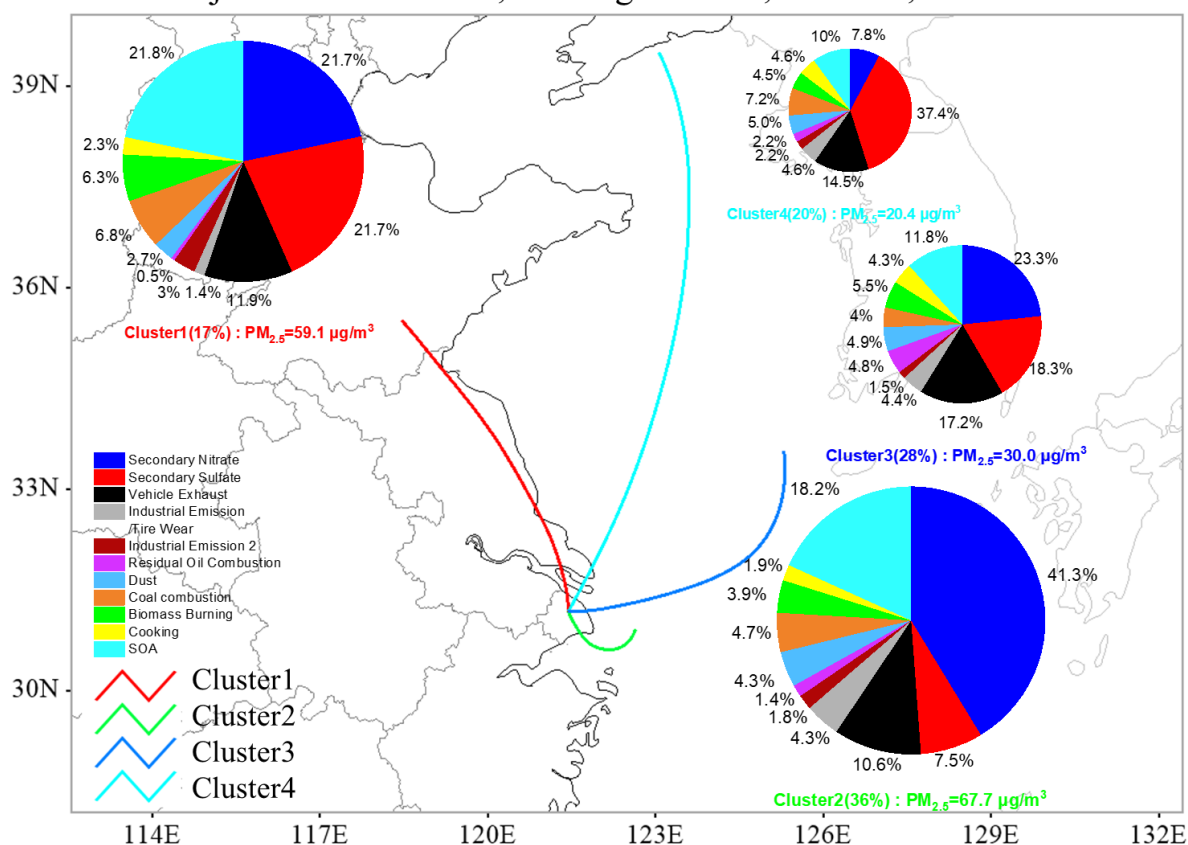 39N
36N
33N
30N
114E
117E
120E
123E
126E
129E
132E
21.8%
21.7%
2.3%
6.3%
6.8%
2.7%
0.5%
3%
1.4%
11.9%
21.7%
Cluster1(17%) : PM2.5=59.1 µg/m3
10%
7.8%
4.6%
4.5%
7.2%
5.0%
2.2%
2.2%
4.6%
14.5%
37.4%
Cluster4(20%) : PM2.5=20.4 µg/m3
11.8%
23.3%
4.3%
5.5%
4%
4.9%
4.8%
1.5%
4.4%
17.2%
18.3%
Cluster3(28%) : PM2.5=30.0 µg/m3
18.2%
41.3%
1.9%
3.9%
4.7%
4.3%
1.4%
1.8%
4.3%
10.6%
7.5%
Cluster2(36%) : PM2.5=67.7 µg/m3
Secondary Nitrate
Secondary Sulfate
Vehicle Exhaust
Industrial Emission
/Tire Wear
Industrial Emission 2
Residual Oil Combustion
Dust
Coal combustion
Biomass Burning
Cooking
SOA
Cluster1
Cluster2
Cluster3
Cluster4